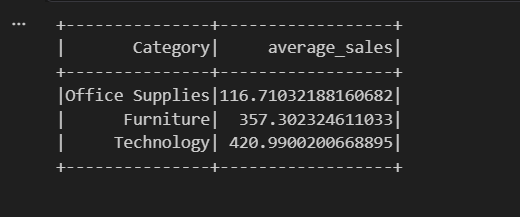 ...
+---------------+------------------+
|       Category|     average_sales|
+---------------+------------------+
|Office Supplies|116.71032188160682|
|      Furniture|  357.302324611033|
|     Technology| 420.9900200668895|
+---------------+------------------+